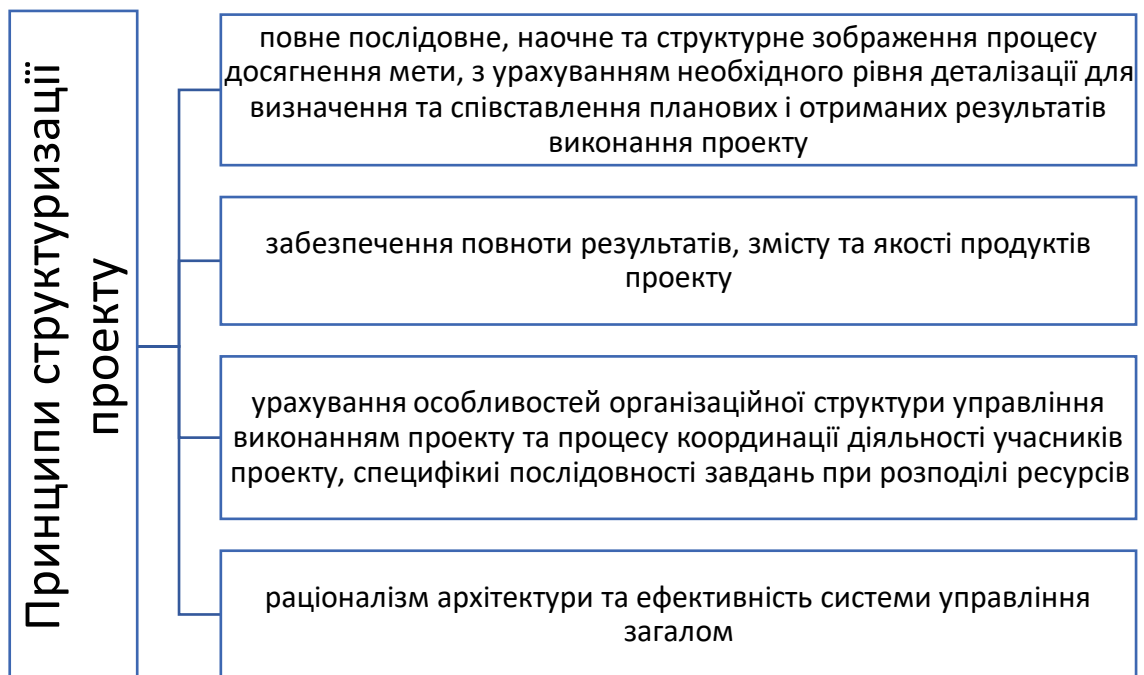 Принципи структуризації
проекту
повне послідовне, наочне та структурне зображення процесу
досягнення мети, з урахуванням необхідного рівня деталізації для
визначення та співставлення планових і отриманих результатів
виконання проекту
забезпечення повноти результатів, змісту та якості продуктів
проекту
урахування особливостей організаційної структури управління
виконанням проекту та процесу координації діяльності учасників
проекту, специфікиі послідовності завдань при розподілі ресурсів
раціоналізм архітектури та ефективність системи управління
загалом